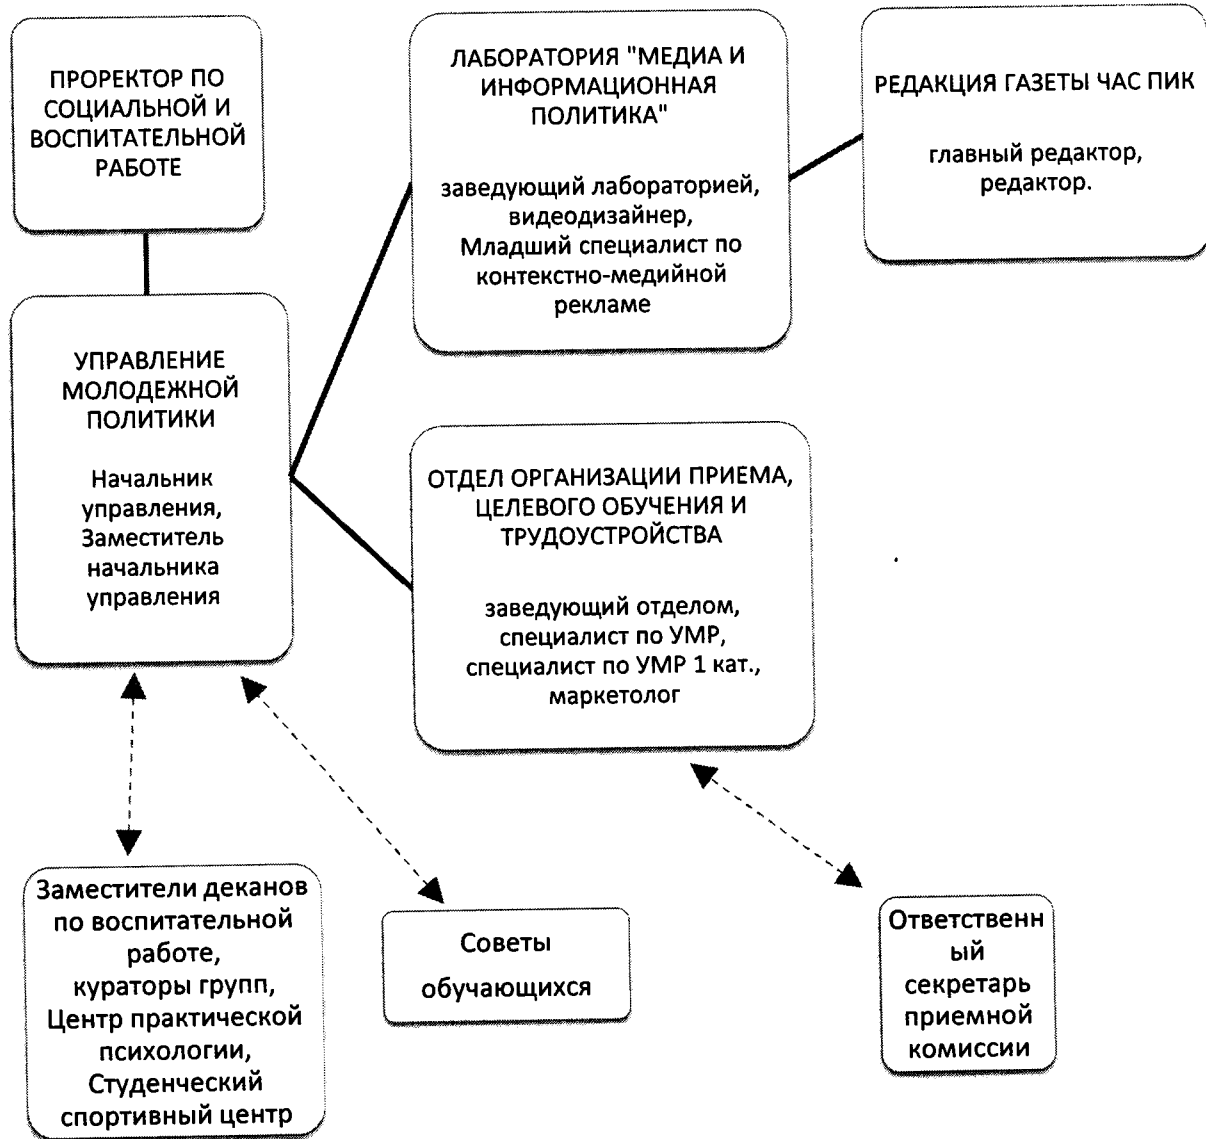 ПРОРЕКТОР ПО
СОЦИАЛЬНОЙ И
ВОСПИТАТЕЛЬНОЙ
РАБОТЕ
ЛАБОРАТОРИЯ "МЕДИА И
ИНФОРМАЦИОННАЯ
ПОЛИТИКА"
заведующий лабораторией,
видеодизайнер,
Младший специалист по
контекстно-медийной
рекламе
РЕДАКЦИЯ ГАЗЕТЫ ЧАС ПИК
главный редактор,
редактор.
УПРАВЛЕНИЕ
МОЛОДЕЖНОЙ
ПОЛИТИКИ
Начальник
управления,
Заместитель
начальника
управления
ОТДЕЛ ОРГАНИЗАЦИИ ПРИЕМА,
ЦЕЛЕВОГО ОБУЧЕНИЯ И
ТРУДОУСТРОЙСТВА
заведующий отделом,
специалист по УМР,
специалист по УМР 1 кат.,
маркетолог
Заместители деканов
по воспитательной
работе,
кураторы групп,
Центр практической
психологии,
Студенческий
спортивный центр
Советы
обучающихся
Ответственн
ый
секретарь
приемной
комиссии